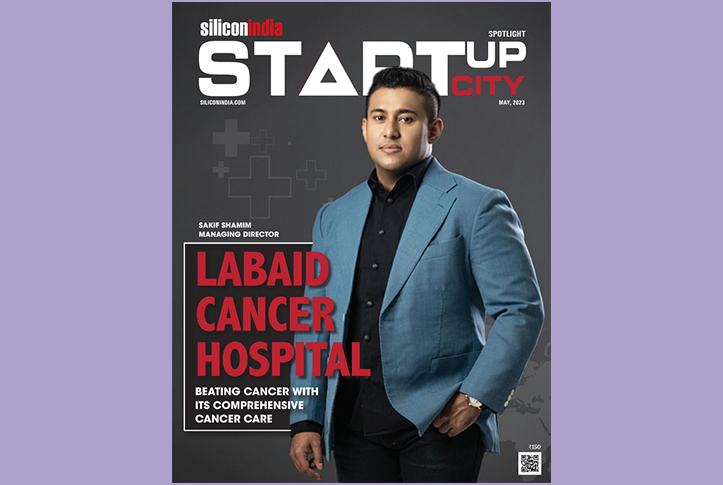 siliconindia
SPOTLIGHT
START UP
CITY
SILICONINDIA.COM
MAY, 2023
SAKIF SHAMIM
MANAGING DIRECTOR
LABAID
CANCER
HOSPITAL
BEATING CANCER WITH
ITS COMPREHENSIVE
CANCER CARE
₹150